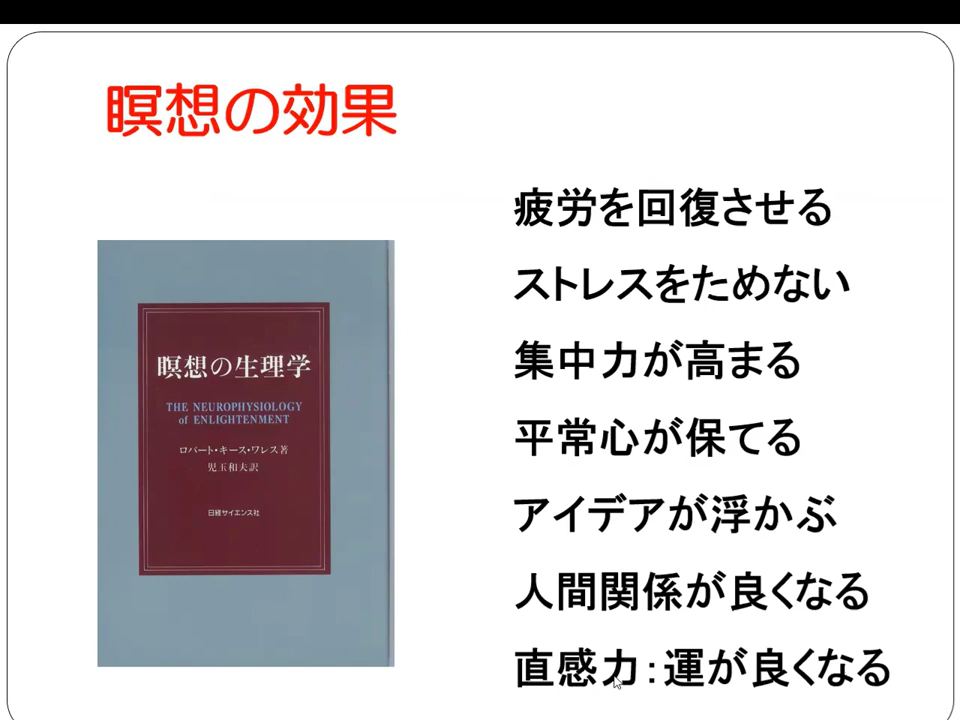 瞑想の効果
瞑想の生理学
THE NEUROPHYSIOLOGY
of ENLIGHTENMENT
ロバート・キース・ワレス著
児玉和夫訳
日経サイエンス社
疲労を回復させる
ストレスをためない
集中力が高まる
平常心が保てる
アイデアが浮かぶ
人間関係が良くなる
直感力：運が良くなる